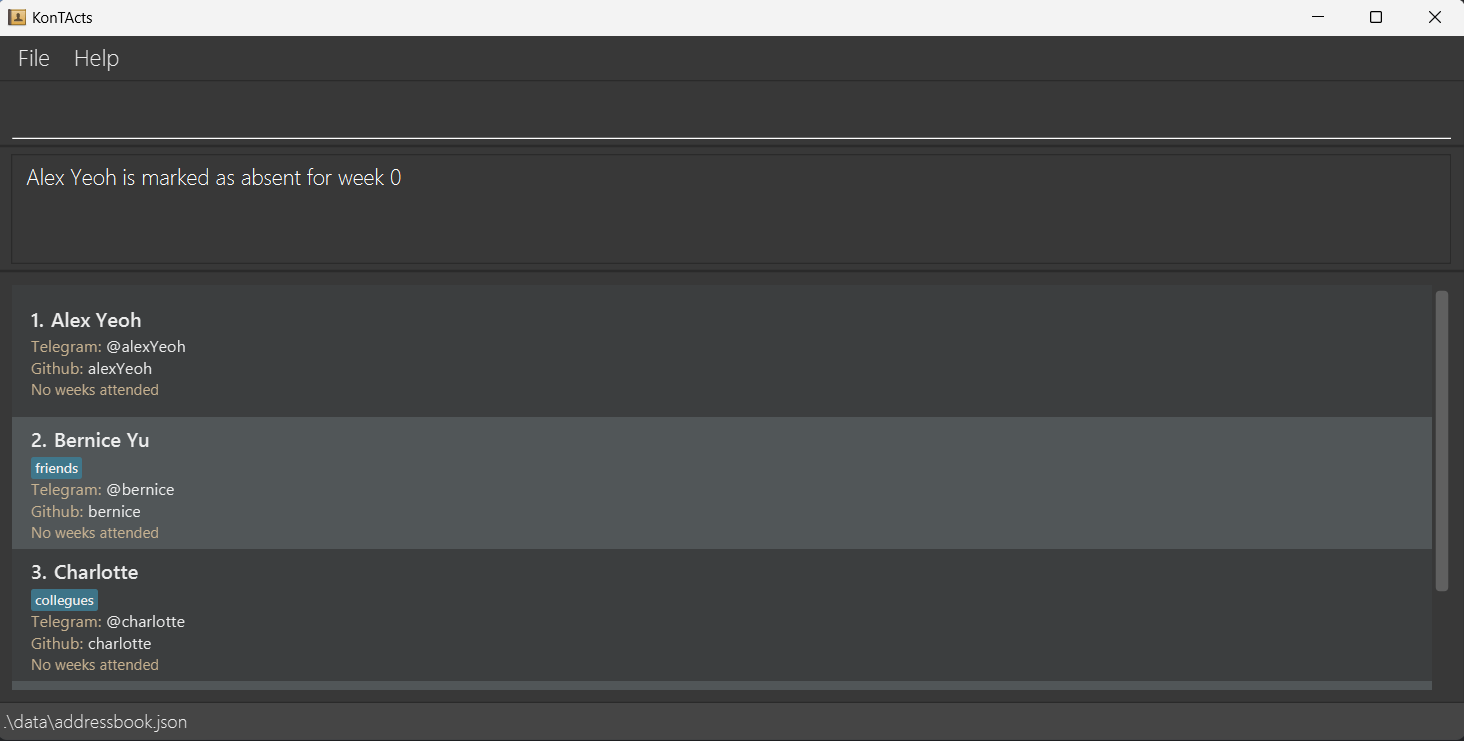 KonTActs
File Help
Alex Yeoh is marked as absent for week 0
1. Alex Yeoh
Telegram: @alexYeoh
Github: alexYeoh
No weeks attended
2. Bernice Yu
friends
Telegram: @bernice
Github: bernice
No weeks attended
3. Charlotte
collegues
Telegram: @charlotte
Github: charlotte
No weeks attended
.\data\addressbook.json